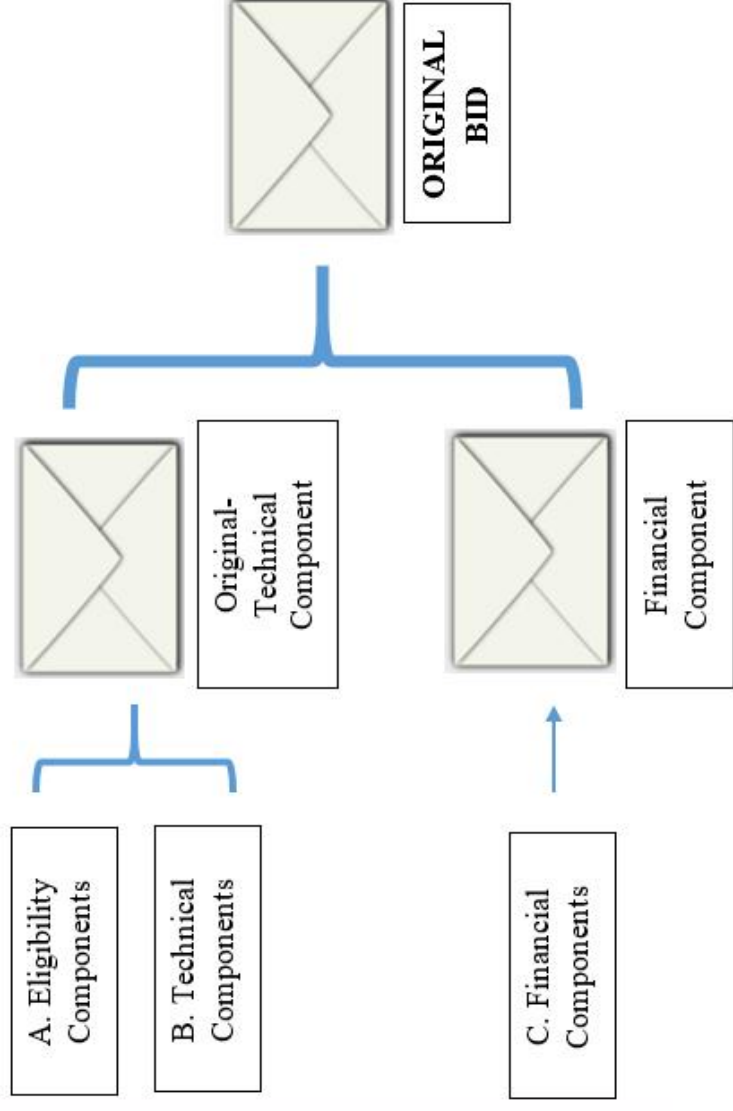 A. Eligibility
Components
B. Technical
Components
C. Financial
Components
Original-
Technical
Component
Financial
Component
ORIGINAL
BID